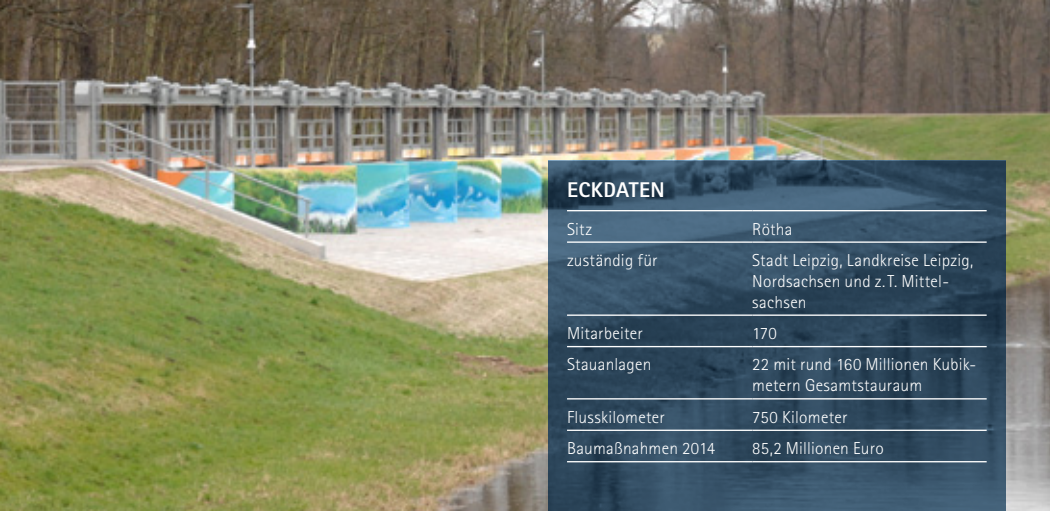 ECKDATEN
Sitz Rötha
zuständig für Stadt Leipzig, Landkreise Leipzig,
Nordsachsen und z.T. Mittel-
sachsen
Mitarbeiter 170
Stauanlagen 22 mit rund 160 Millionen Kubik-
metern Gesamtstauraum
Flusskilometer 750 Kilometer
Baumaßnahmen 2014 85,2 Millionen Euro